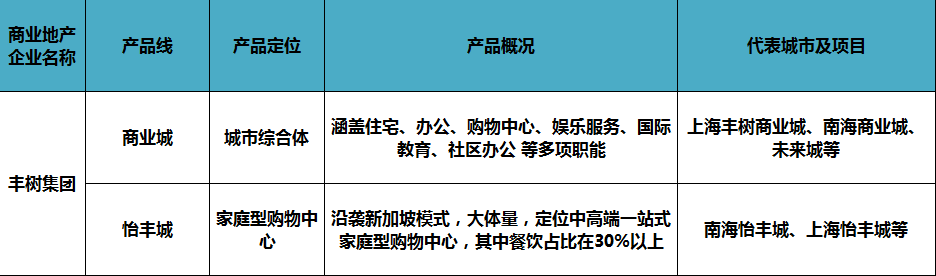 商业地产
企业名称
产品线
产品定位
产品概况
代表城市及项目
丰树集团
商业城
城市综合体
涵盖住宅、办公、购物中心、娱乐服务、国际
教育、社区办公 等多项职能
上海丰树商业城、南海商业城、
未来城等
怡丰城
家庭型购物中
心
沿袭新加坡模式，大体量，定位中高端一站式
家庭型购物中心，其中餐饮占比在30%以上
南海怡丰城、上海怡丰城等